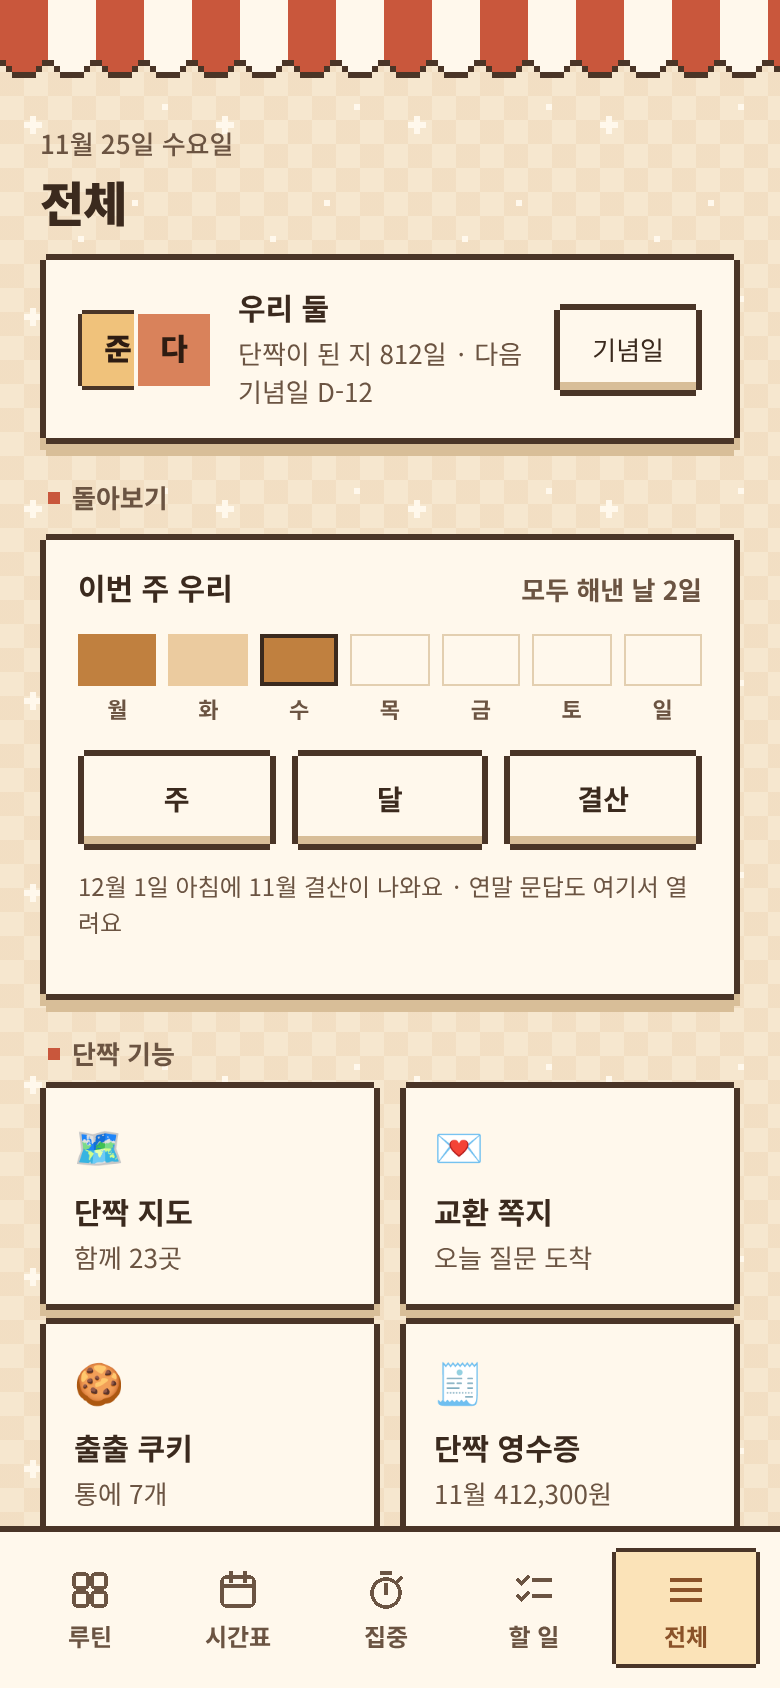 11월 25일 수요일
전체
준 다
우리 둘
단짝이 된 지 812일 · 다음
기념일 D-12
기념일
돌아보기
이번 주 우리
모두 해낸 날 2일
월 화 수 목 금 토 일
주 달 결산
12월 1일 아침에 11월 결산이 나와요 · 연말 문답도 여기서 열
려요
단짝 기능
단짝 지도
함께 23곳
교환 쪽지
오늘 질문 도착
출출 쿠키
통에 7개
단짝 영수증
11월 412,300원
루틴 시간표 집중 할 일 전체